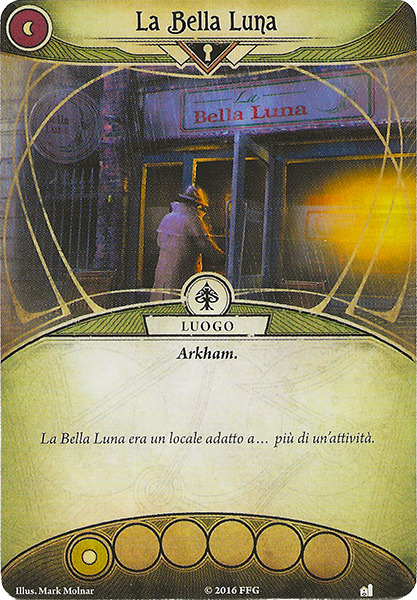 La Bella Luna
La
Bella Luna
LUOGO
Arkham.
La Bella Luna era un locale adatto a… più di un'attività.
Illus. Mark Molnar
© 2016 FFG